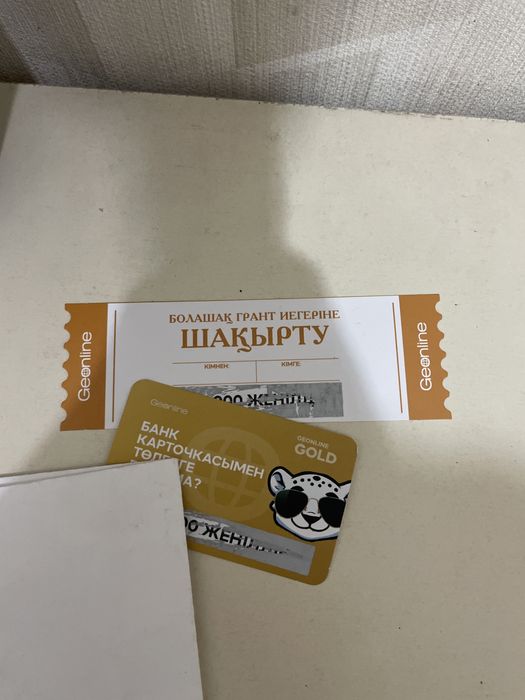 Geonline
БОЛАШАҚ ГРАНТ ИЕГЕРІНЕ
ШАҚЫРТУ
КІМНЕН:
КІМГЕ:
Geonline
Geonline
GEONLINE
GOLD
БАНК
КАРТОЧКАСЫМЕН